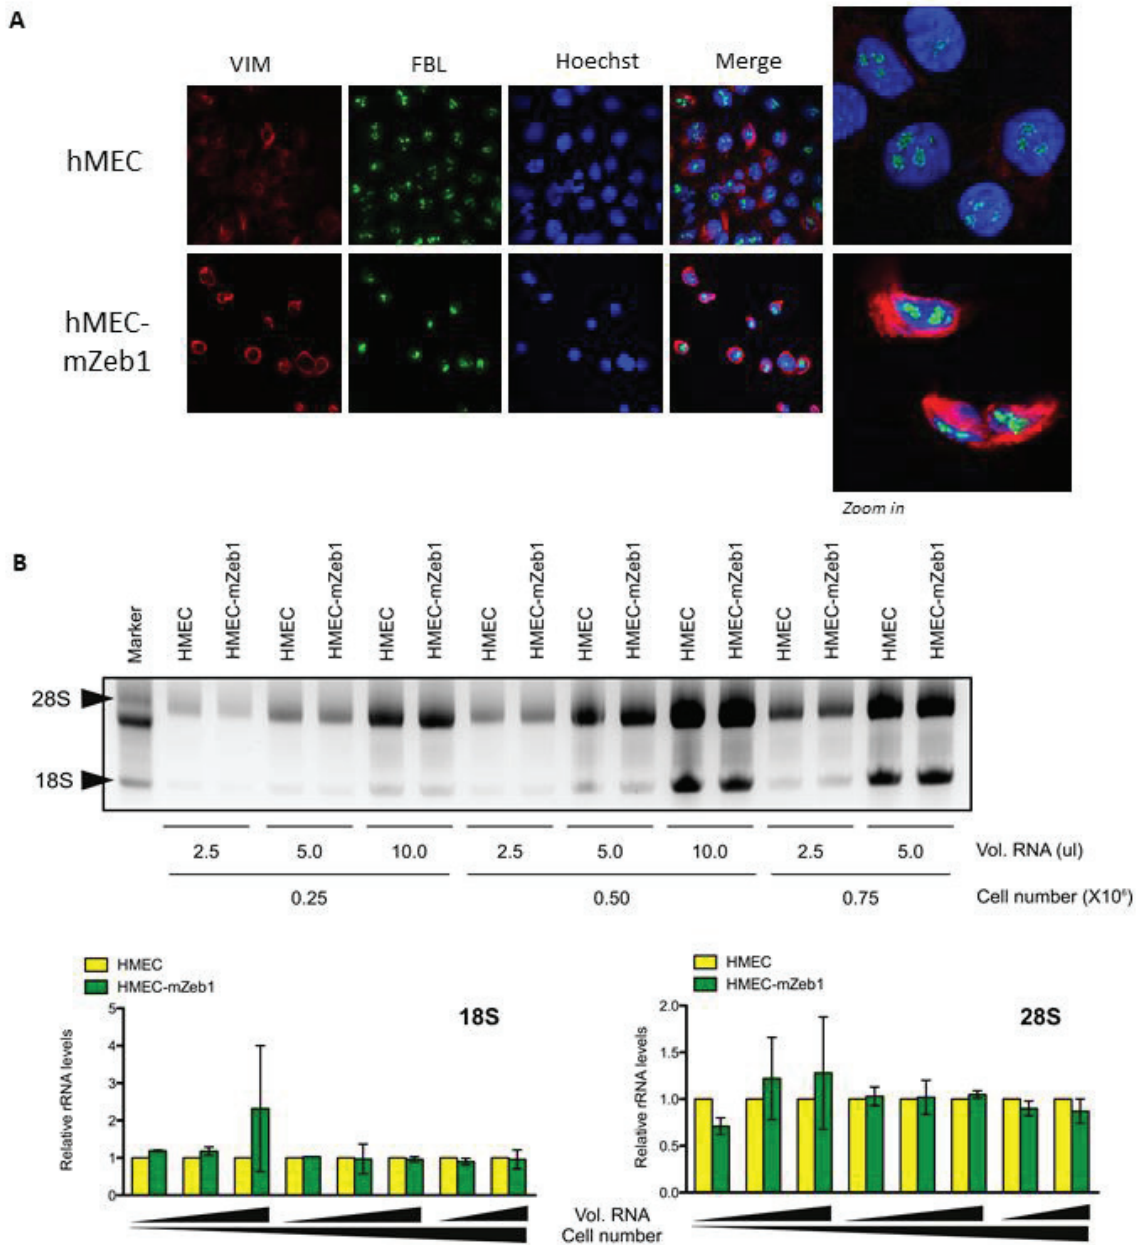 A
VIM FBL Hoechst Merge
hMEC
hMEC-
mZeb1
Zoom in
B
Marker HMEC HMEC-mZeb1 HMEC HMEC-mZeb1 HMEC HMEC-mZeb1 HMEC HMEC-mZeb1 HMEC HMEC-mZeb1 HMEC HMEC-mZeb1 HMEC HMEC-mZeb1 HMEC HMEC-mZeb1
28S
18S
2.5 5.0 10.0 2.5 5.0 10.0 2.5 5.0 Vol. RNA (ul)
0.25 0.50 0.75 Cell number (X10⁶)
HMEC
HMEC-mZeb1
18S
Relative rRNA levels
5
4
3
2
1
0
HMEC
HMEC-mZeb1
28S
Relative rRNA levels
2.0
1.5
1.0
0.5
0.0
Vol. RNA
Cell number